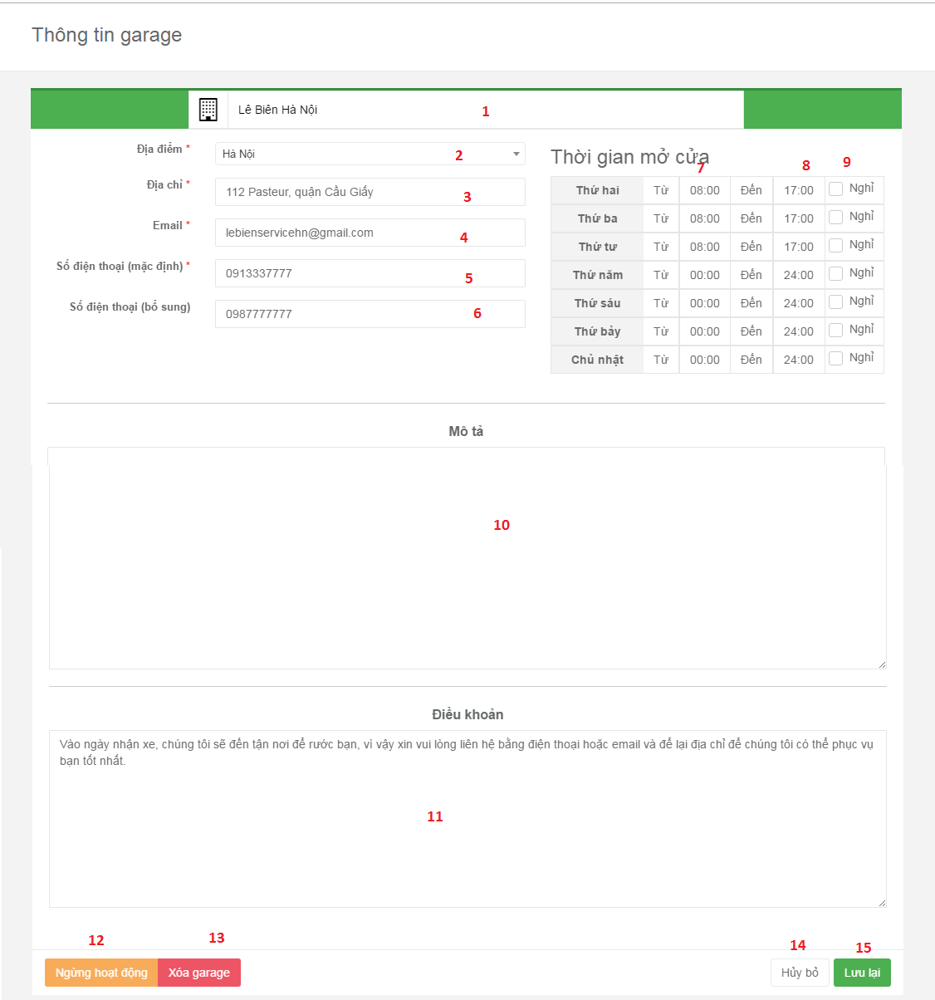 Thông tin garage
Lê Biên Hà Nội 1
Địa điểm * Hà Nội 2
Địa chỉ * 112 Pasteur, quận Cầu Giấy 3
Email * lebienservicehn@gmail.com 4
Số điện thoại (mặc định) * 0913337777 5
Số điện thoại (bổ sung) 0987777777 6
Thời gian mở cửa
7 8 9
Thứ hai Từ 08:00 Đến 17:00 Nghỉ
Thứ ba Từ 08:00 Đến 17:00 Nghỉ
Thứ tư Từ 08:00 Đến 17:00 Nghỉ
Thứ năm Từ 00:00 Đến 24:00 Nghỉ
Thứ sáu Từ 00:00 Đến 24:00 Nghỉ
Thứ bảy Từ 00:00 Đến 24:00 Nghỉ
Chủ nhật Từ 00:00 Đến 24:00 Nghỉ
Mô tả
10
Điều khoản
Vào ngày nhận xe, chúng tôi sẽ đến tận nơi để rước bạn, vì vậy xin vui lòng liên hệ bằng điện thoại hoặc email và để lại địa chỉ để chúng tôi có thể phục vụ
bạn tốt nhất.
11
12 13 14 15
Ngừng hoạt động Xóa garage Hủy bỏ Lưu lại